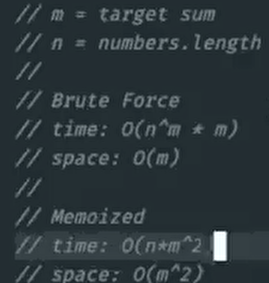 // m = target sum
// n = numbers.length
//
// Brute Force
// time: O(n^m * m)
// space: O(m)
//
// Memoized
// time: O(n*m^2
// space: O(m^2)